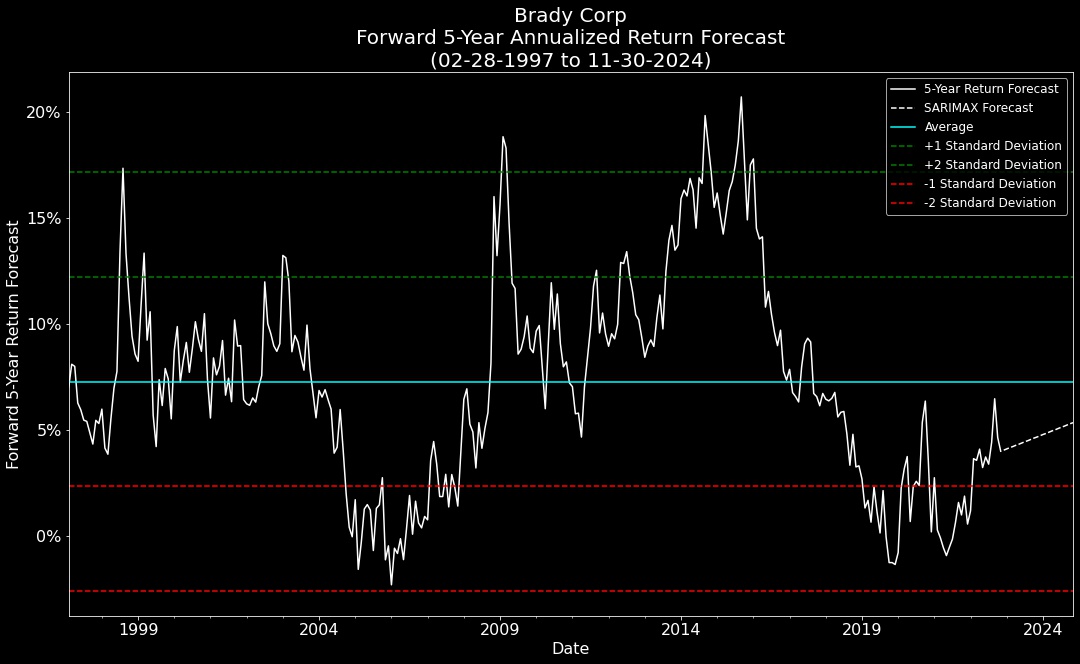 Brady Corp
Forward 5-Year Annualized Return Forecast
(02-28-1997 to 11-30-2024)
5-Year Return Forecast
SARIMAX Forecast
Average
+1 Standard Deviation
+2 Standard Deviation
-1 Standard Deviation
-2 Standard Deviation
Forward 5-Year Return Forecast
20%
15%
10%
5%
0%
1999
2004
2009
2014
2019
2024
Date